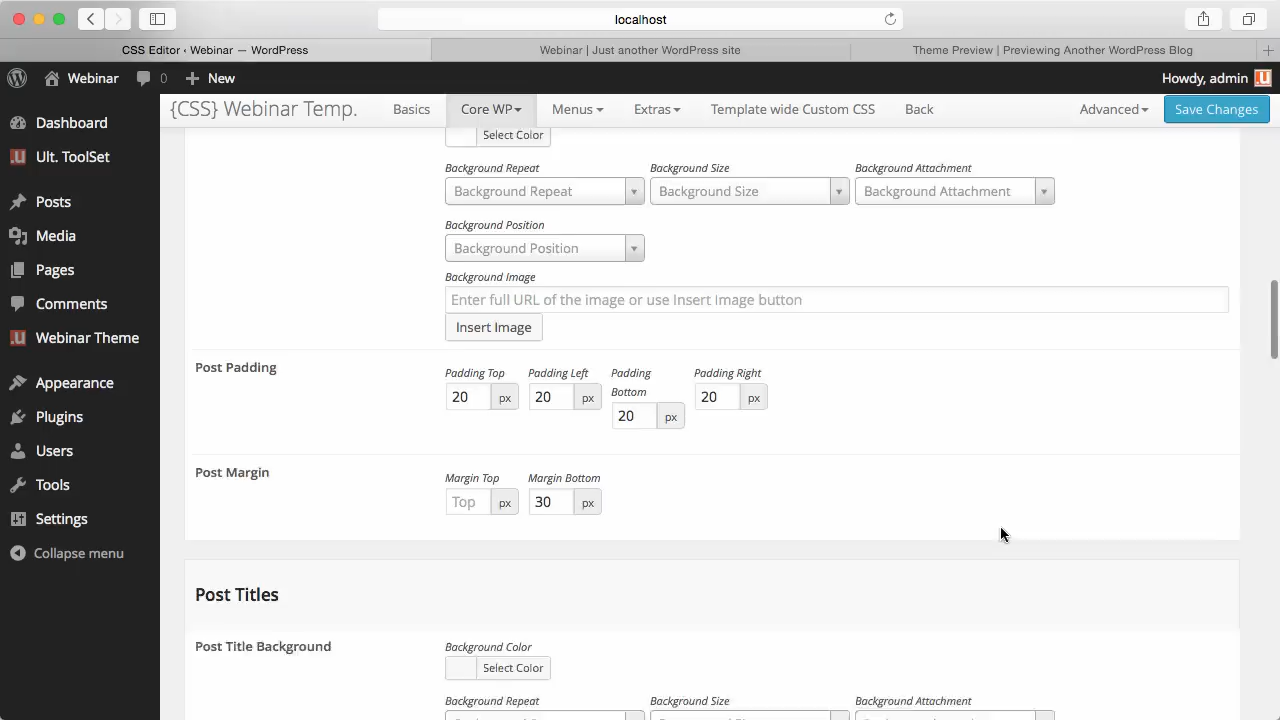 localhost
CSS Editor ‹ Webinar — WordPress
Webinar | Just another WordPress site
Theme Preview | Previewing Another WordPress Blog
Webinar 0 New
Howdy, admin
{CSS} Webinar Temp. Basics Core WP Menus Extras Template wide Custom CSS Back Advanced Save Changes
Dashboard
Ult. ToolSet
Posts
Media
Pages
Comments
Webinar Theme
Appearance
Plugins
Users
Tools
Settings
Collapse menu
Select Color
Background Repeat Background Size Background Attachment
Background Repeat Background Size Background Attachment
Background Position
Background Position
Background Image
Enter full URL of the image or use Insert Image button
Insert Image
Post Padding
Padding Top Padding Left Padding Bottom Padding Right
20 px 20 px 20 px 20 px
Post Margin
Margin Top Margin Bottom
Top px 30 px
Post Titles
Post Title Background
Background Color
Select Color
Background Repeat Background Size Background Attachment